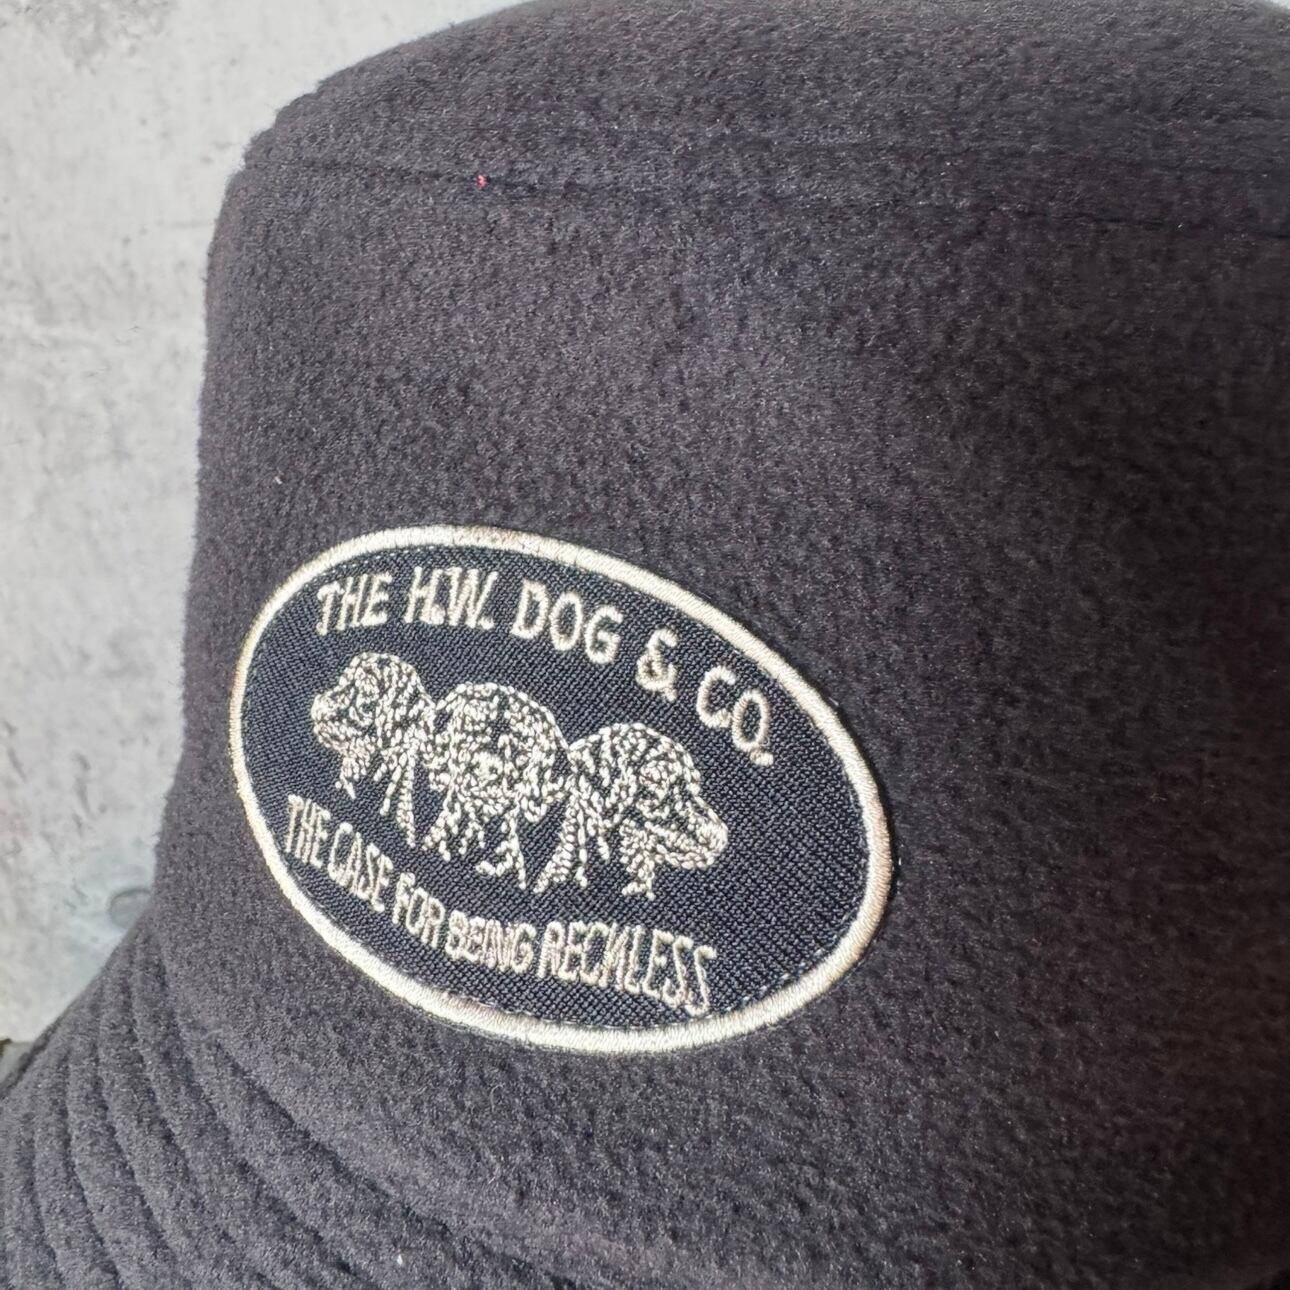 THE H.W. DOG & CO.
THE CASE FOR BEING RECKLESS